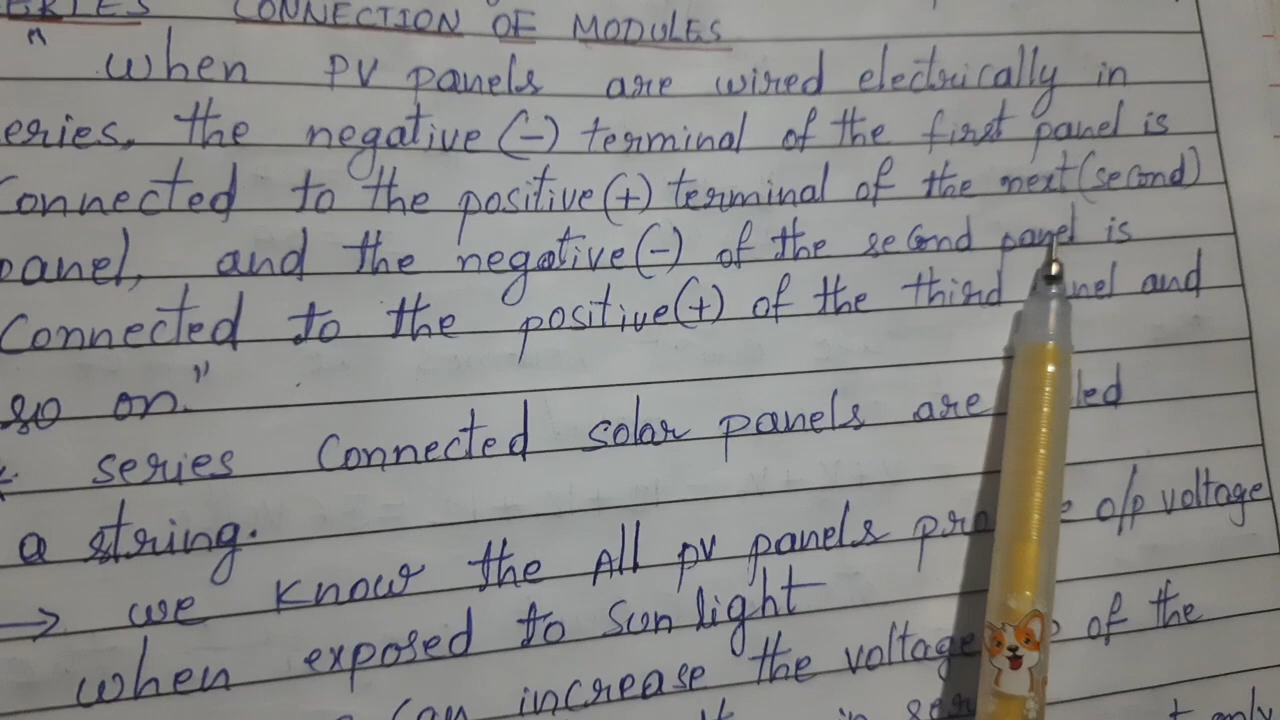 CONNECTION OF MODULES
" when PV panels are wired electrically in
eries, the negative (-) terminal of the first panel is
Connected to the positive (+) terminal of the next (second)
panel, and the negative (-) of the second panel is
Connected to the positive (+) of the third and
so on."
series Connected solar panels are
a string.
→ we know the All PV panels o/p voltage
when exposed to Sun light
Can increase the voltage of the
in